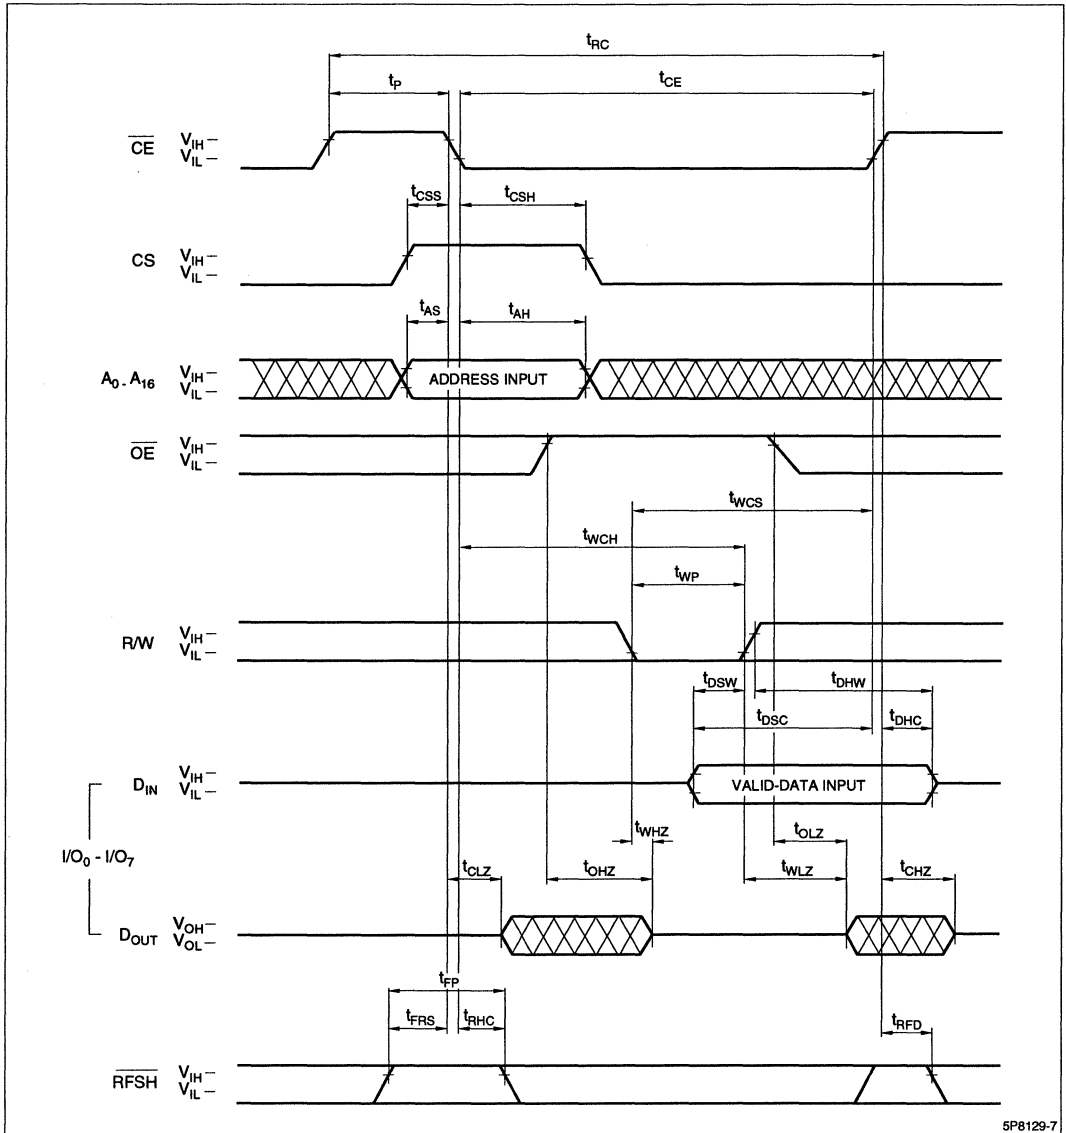 tRC
tP
tCE
CE
VIH
VIL
tCSS
tCSH
CS
VIH
VIL
tAS
tAH
A0 - A16
VIH
VIL
ADDRESS INPUT
OE
VIH
VIL
tWCS
tWCH
tWP
R/W
VIH
VIL
tDSW
tDHW
tDSC
tDHC
DIN
VIH
VIL
VALID-DATA INPUT
tWHZ
tOLZ
I/O0 - I/O7
tCLZ
tOHZ
tWLZ
tCHZ
DOUT
VOH
VOL
tFP
tFRS
tRHC
tRFD
RFSH
VIH
VIL
5P8129-7